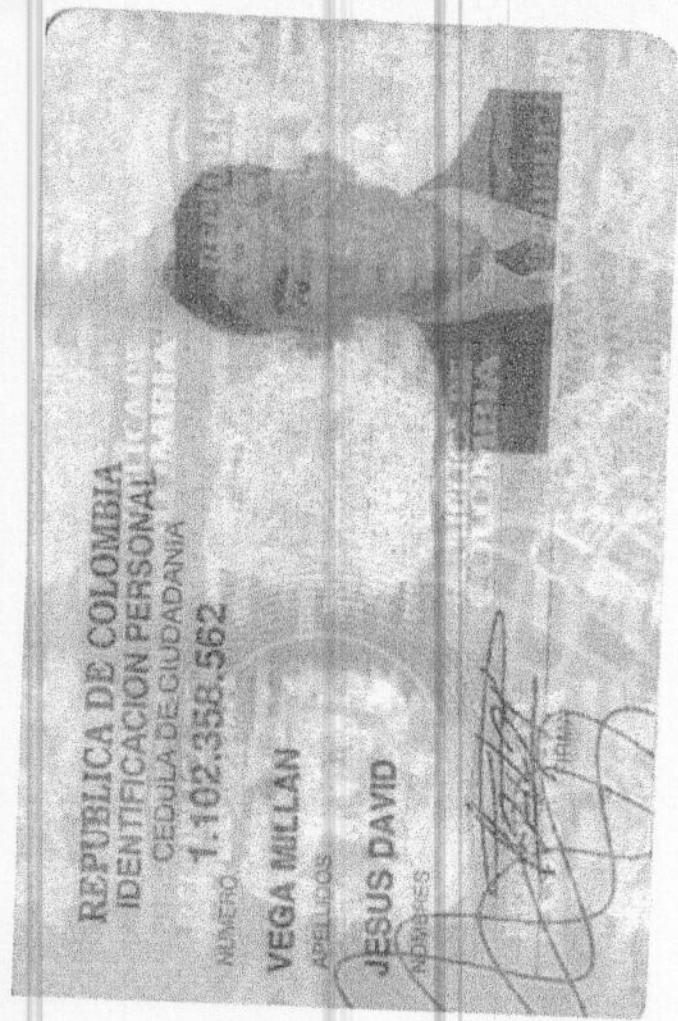 REPUBLICA DE COLOMBIA
IDENTIFICACION PERSONAL
CEDULA DE CIUDADANIA
NUMERO 1.102.358.562
VEGA MILLAN
APELLIDOS
JESUS DAVID
NOMBRES
FIRMA
COLOMBIA